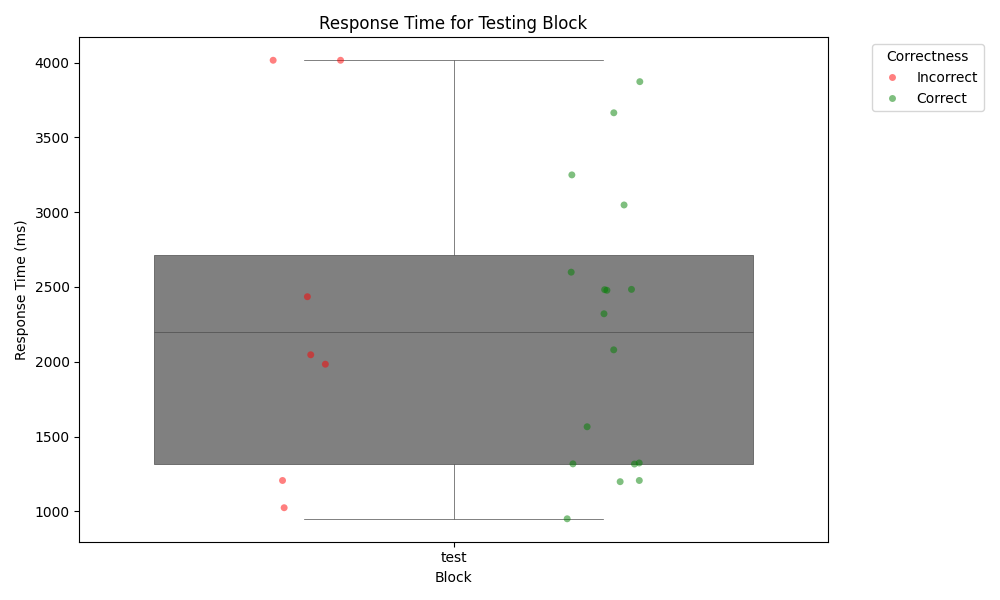 Response Time for Testing Block
Correctness
Incorrect
Correct
Response Time (ms)
4000
3500
3000
2500
2000
1500
1000
test
Block